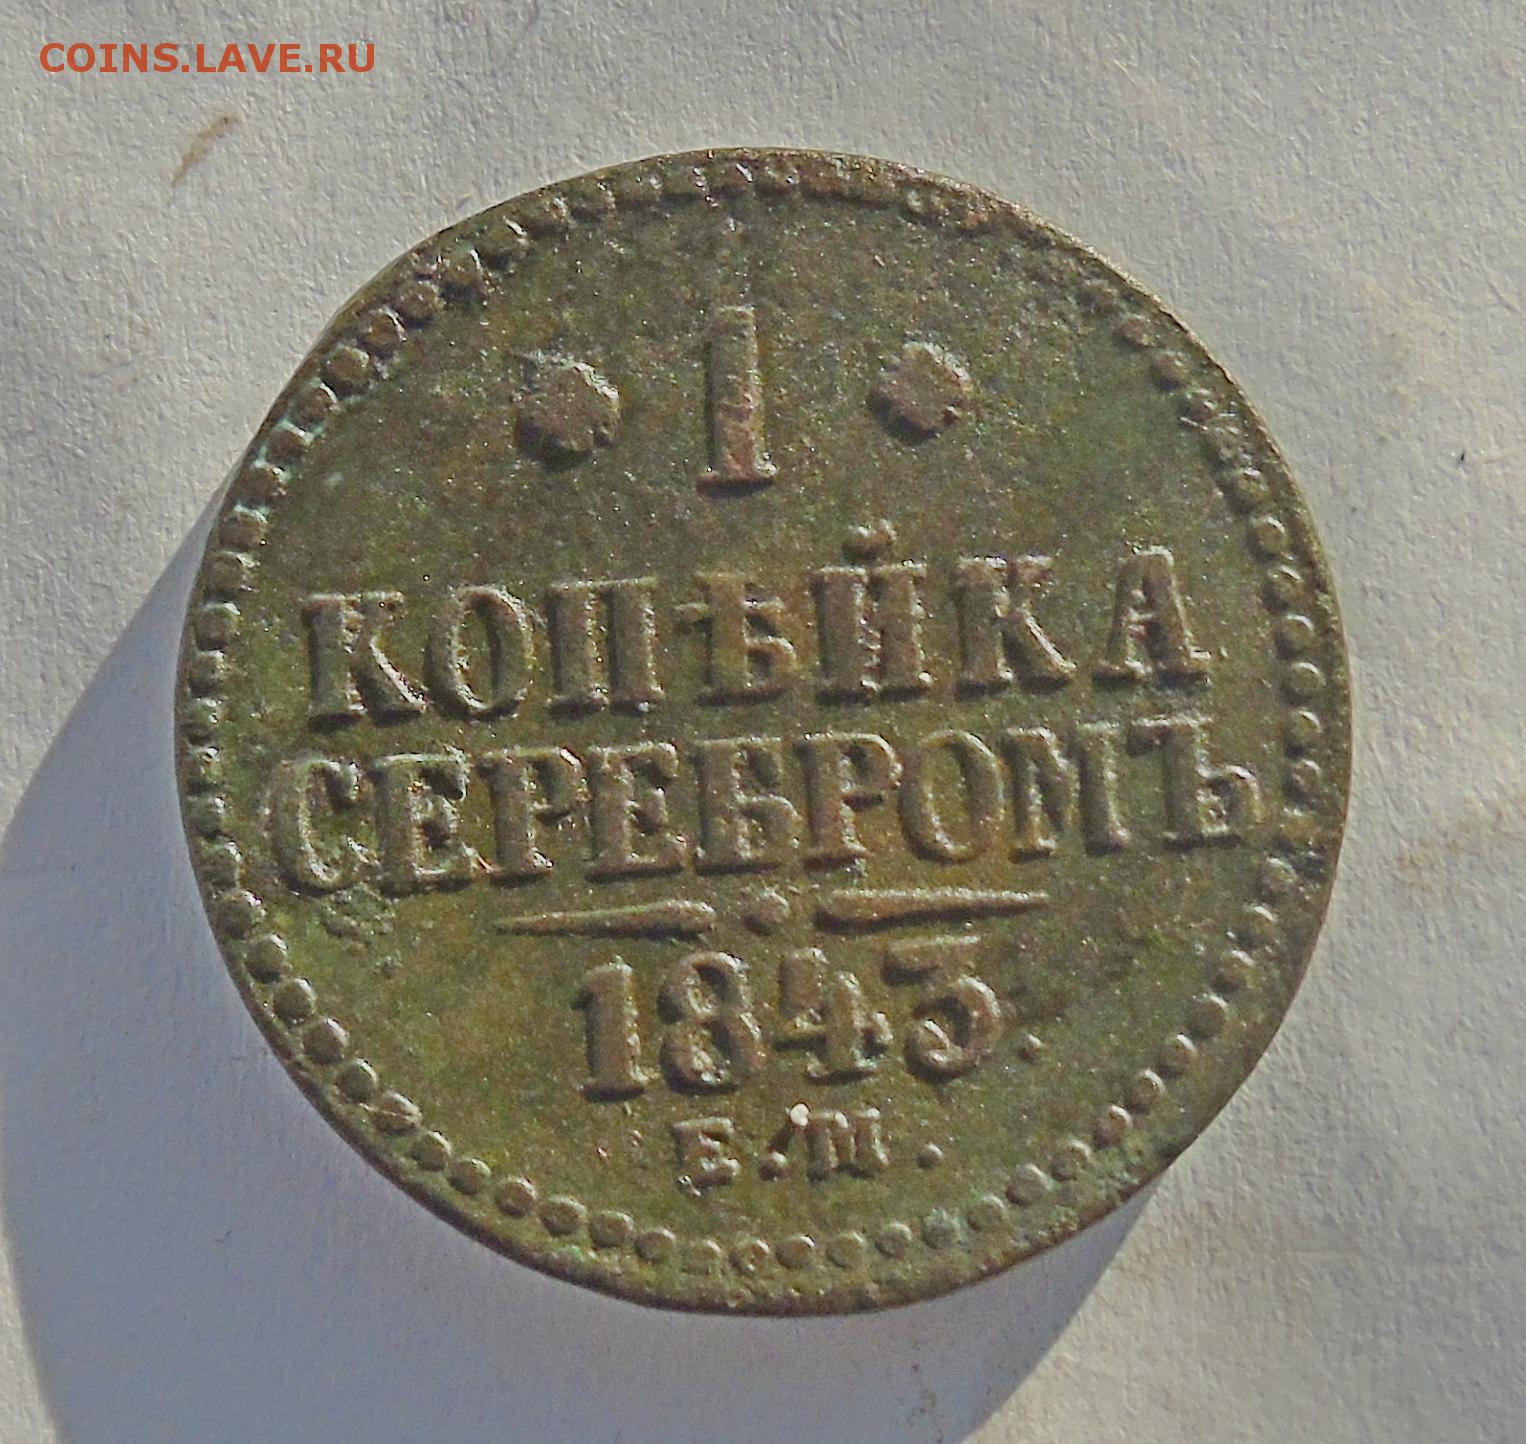 COINS.LAVE.RU
• 1 •
КОПѢЙКА
СЕРЕБРОМЪ
1843.
Е.М.